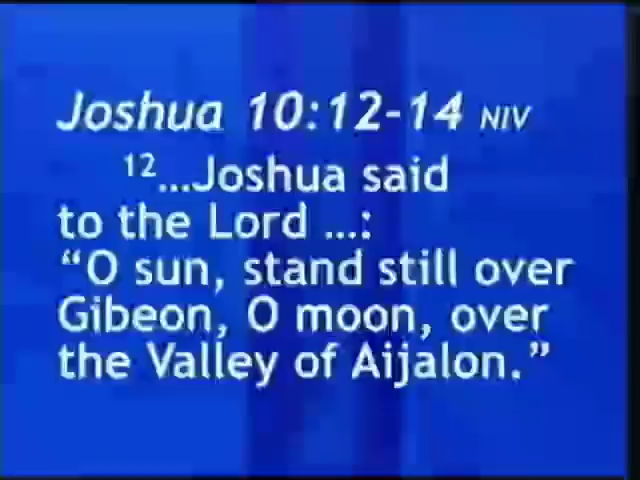 Joshua 10:12-14 NIV
12...Joshua said
to the Lord ...:
“O sun, stand still over
Gibeon, O moon, over
the Valley of Aijalon.”